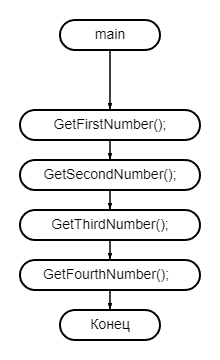 main
GetFirstNumber();
GetSecondNumber();
GetThirdNumber();
GetFourthNumber();
Конец